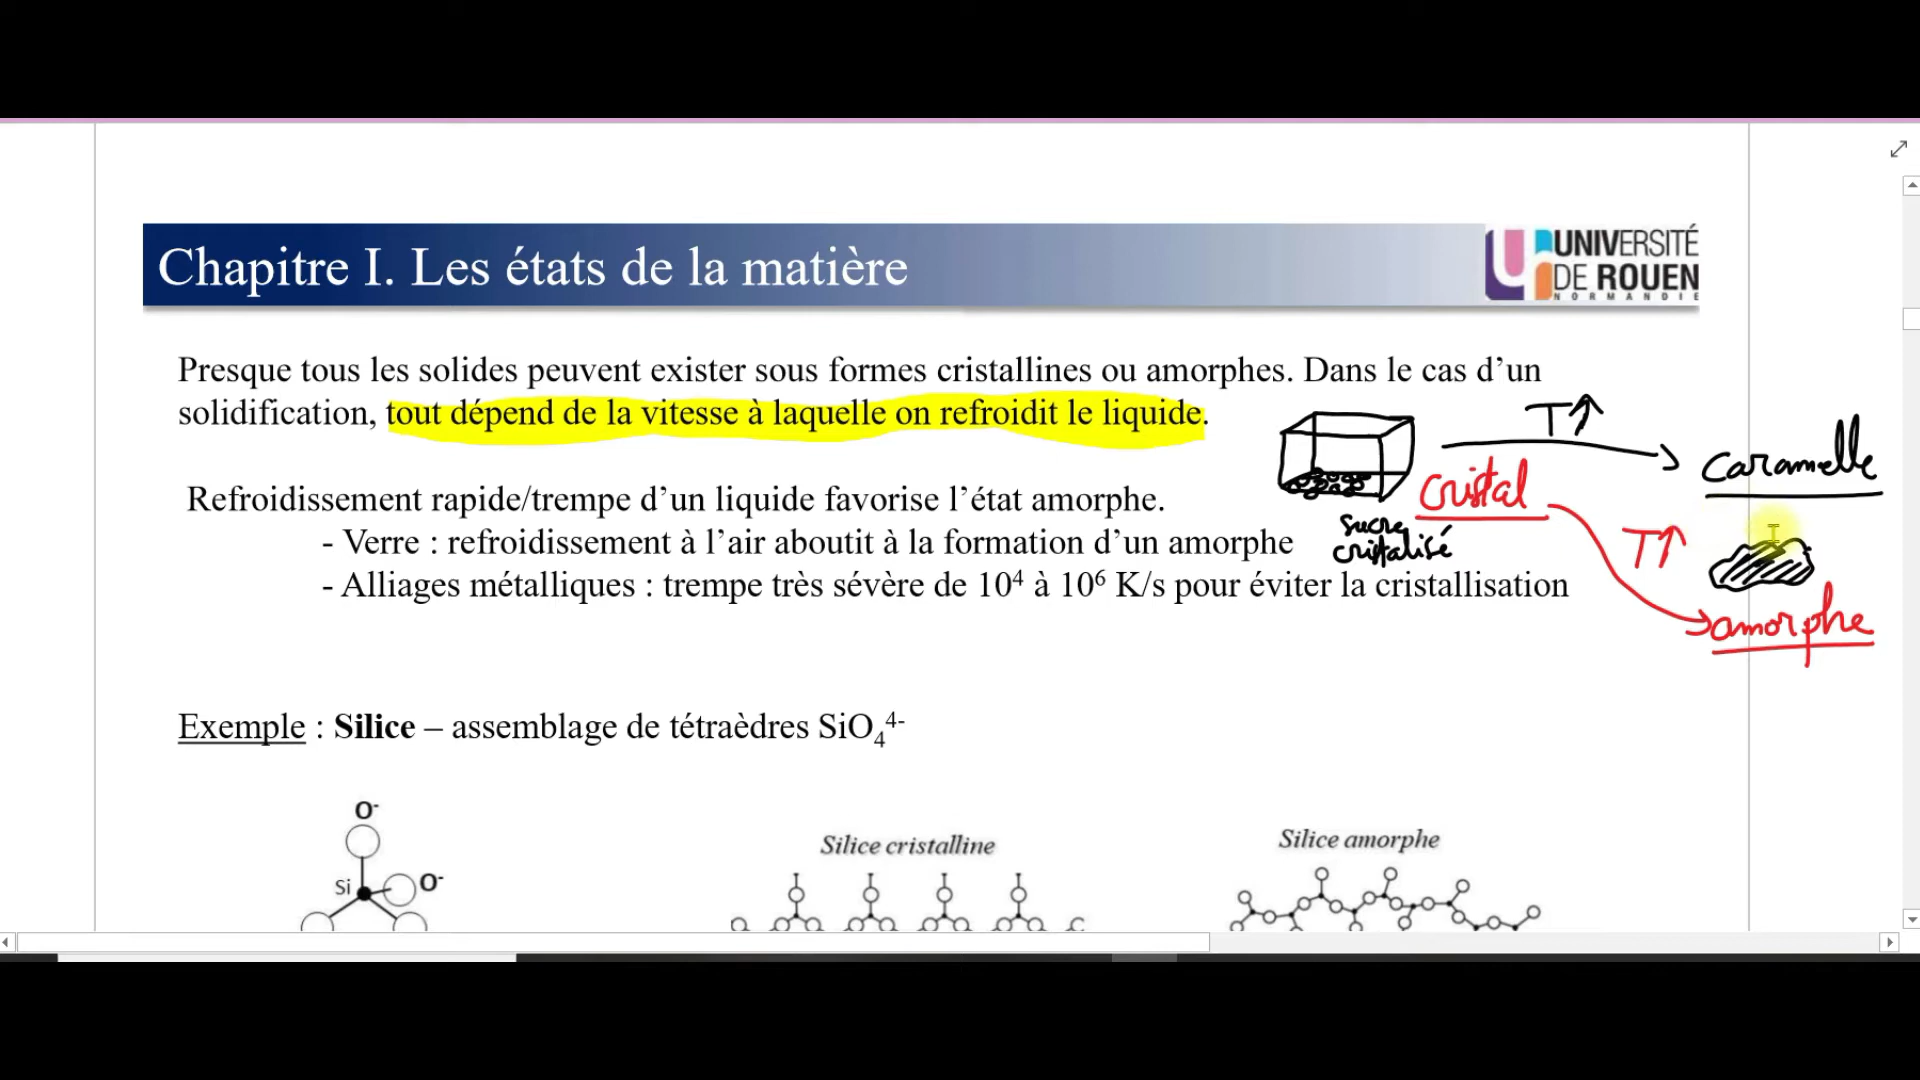 Chapitre I. Les états de la matière
UNIVERSITÉ
DE ROUEN
NORMANDIE
Presque tous les solides peuvent exister sous formes cristallines ou amorphes. Dans le cas d’un
solidification, tout dépend de la vitesse à laquelle on refroidit le liquide.
T↑
caramelle
Refroidissement rapide/trempe d’un liquide favorise l’état amorphe.
cristal
sucre
cristalisé
T↑
- Verre : refroidissement à l’air aboutit à la formation d’un amorphe
- Alliages métalliques : trempe très sévère de 10⁴ à 10⁶ K/s pour éviter la cristallisation
amorphe
Exemple : Silice – assemblage de tétraèdres SiO₄⁴⁻
O⁻
Si
O⁻
Silice cristalline
Silice amorphe